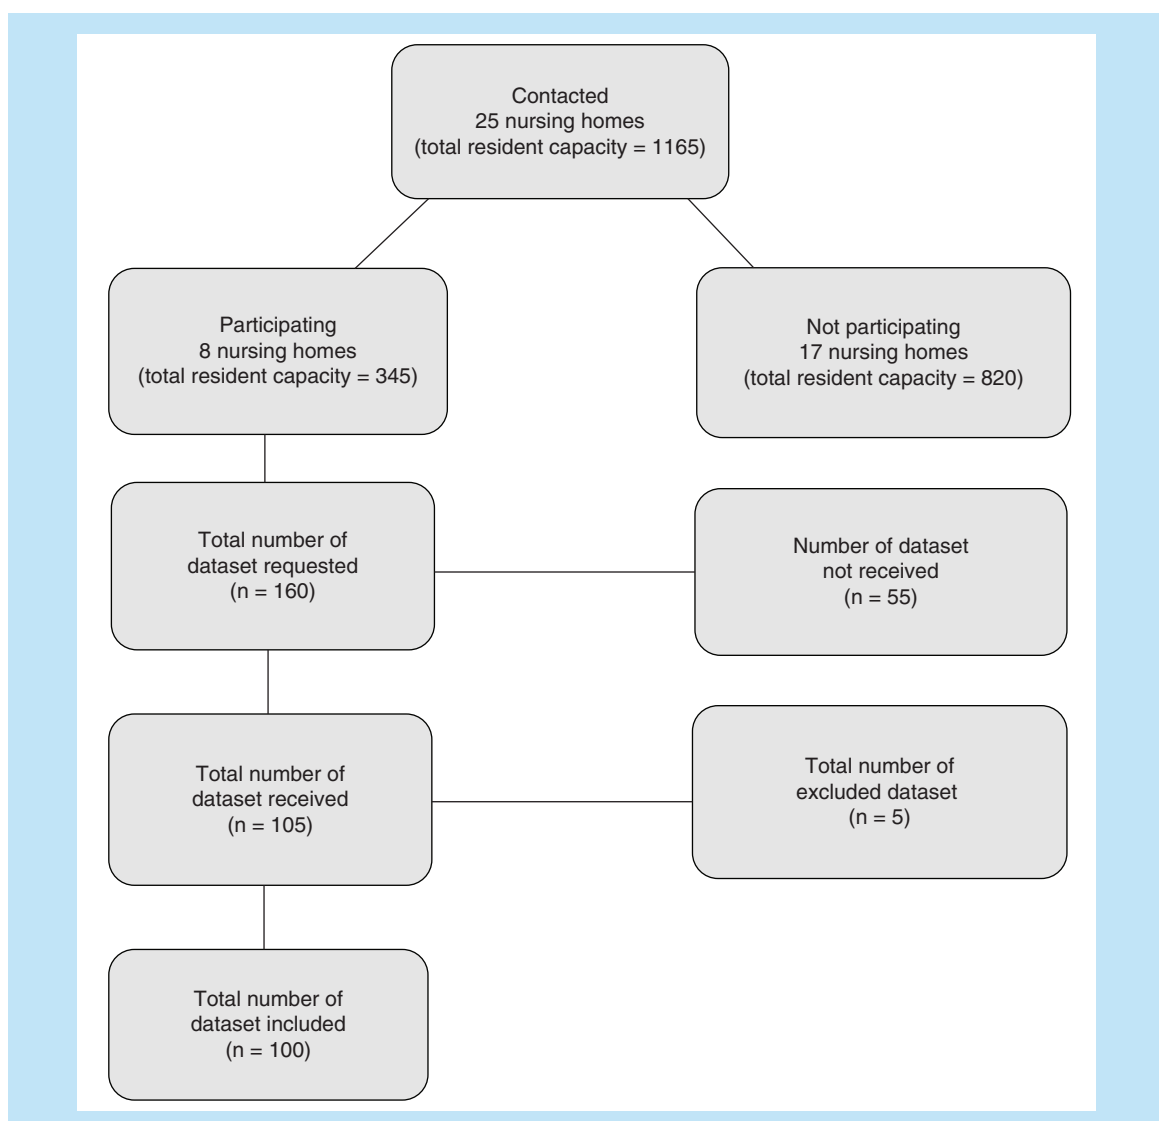 Contacted
25 nursing homes
(total resident capacity = 1165)
Participating
8 nursing homes
(total resident capacity = 345)
Not participating
17 nursing homes
(total resident capacity = 820)
Total number of
dataset requested
(n = 160)
Number of dataset
not received
(n = 55)
Total number of
dataset received
(n = 105)
Total number of
excluded dataset
(n = 5)
Total number of
dataset included
(n = 100)